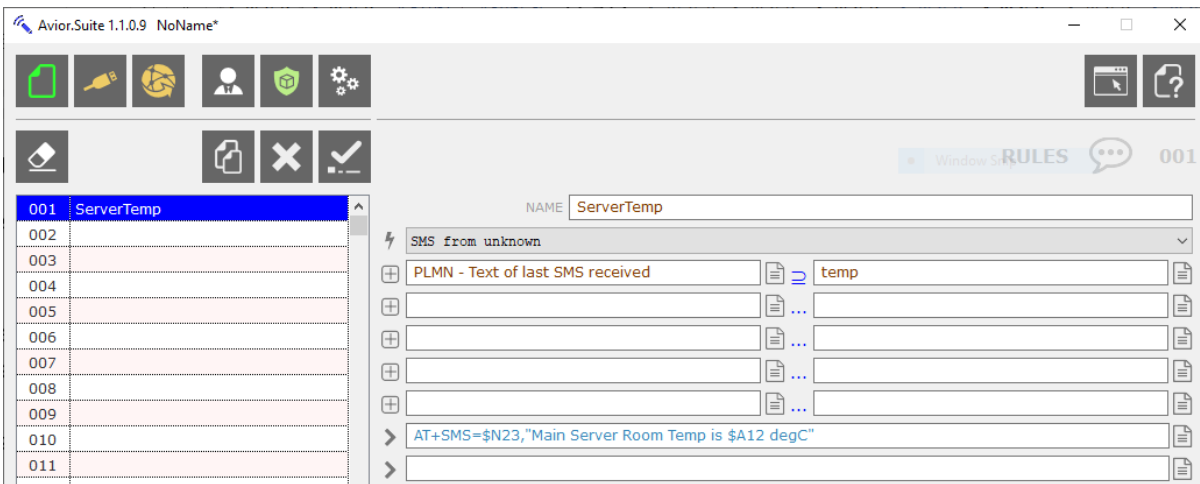 Avior.Suite 1.1.0.9 NoName*
Window Snip
RULES 001
001 ServerTemp
002
003
004
005
006
007
008
009
010
011
NAME ServerTemp
SMS from unknown
PLMN - Text of last SMS received ⊇ temp
...
...
...
...
AT+SMS=$N23,"Main Server Room Temp is $A12 degC"